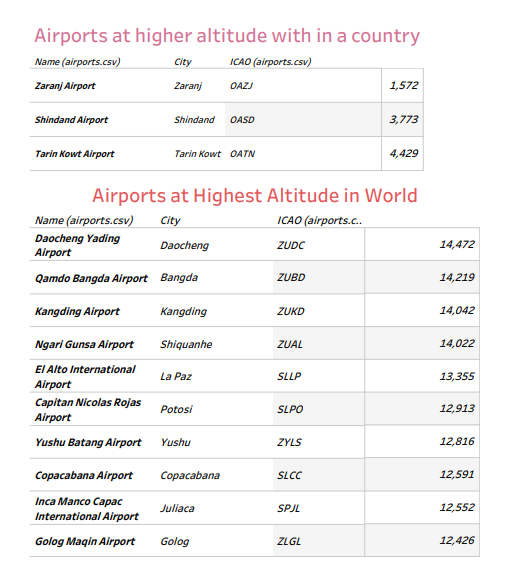 Airports at higher altitude with in a country
Name (airports.csv) City ICAO (airports.csv)
Zaranj Airport Zaranj OAZJ 1,572
Shindand Airport Shindand OASD 3,773
Tarin Kowt Airport Tarin Kowt OATN 4,429
Airports at Highest Altitude in World
Name (airports.csv) City ICAO (airports.c..
Daocheng Yading
Airport Daocheng ZUDC 14,472
Qamdo Bangda Airport Bangda ZUBD 14,219
Kangding Airport Kangding ZUKD 14,042
Ngari Gunsa Airport Shiquanhe ZUAL 14,022
El Alto International
Airport La Paz SLLP 13,355
Capitan Nicolas Rojas
Airport Potosi SLPO 12,913
Yushu Batang Airport Yushu ZYLS 12,816
Copacabana Airport Copacabana SLCC 12,591
Inca Manco Capac
International Airport Juliaca SPJL 12,552
Golog Maqin Airport Golog ZLGL 12,426